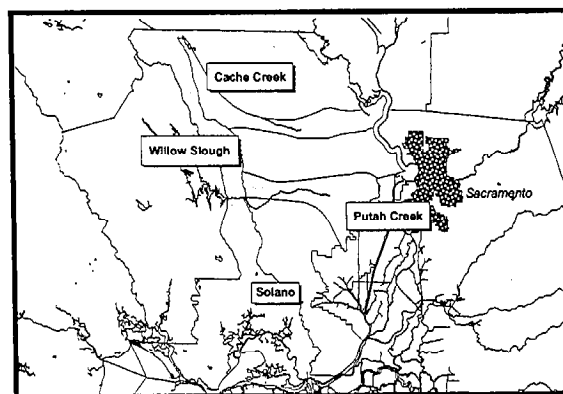 Cache Creek
Willow Slough
Sacramento
Putah Creek
Solano